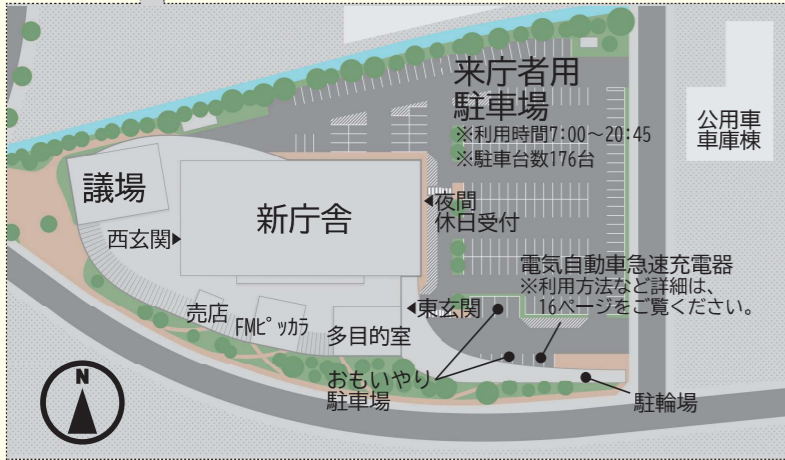 来庁者用
駐車場
※利用時間7:00～20:45
※駐車台数176台
公用車
車庫棟
議場
新庁舎
◀夜間
休日受付
西玄関▶
電気自動車急速充電器
※利用方法など詳細は、
16ページをご覧ください。
売店
FMﾋﾟｯｶﾗ
多目的室
◀東玄関
おもいやり
駐車場
駐輪場
N